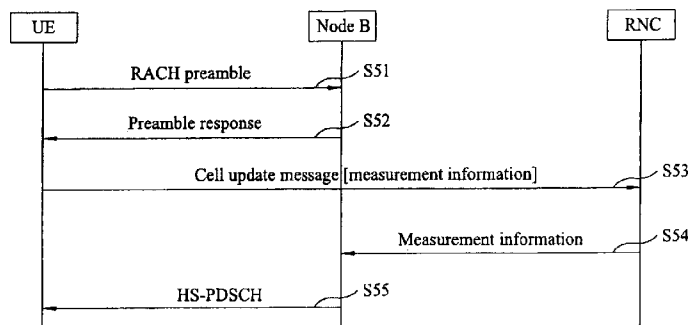 UE
Node B
RNC
RACH preamble
S51
Preamble response
S52
Cell update message [measurement information]
S53
Measurement information
S54
HS-PDSCH
S55